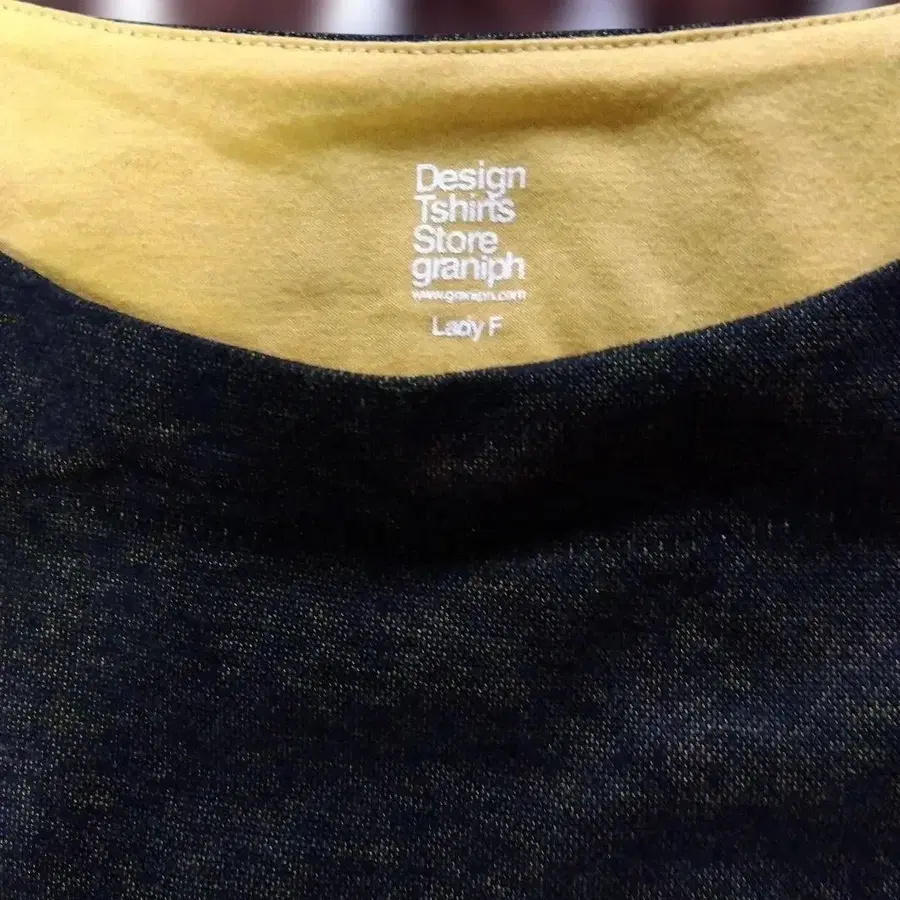 Design
Tshirts
Store
graniph
www.graniph.com
Lady F